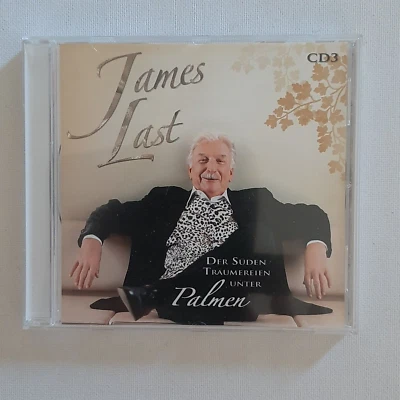 James
Last
CD3
DER SÜDEN
TRÄUMEREIEN
UNTER
Palmen